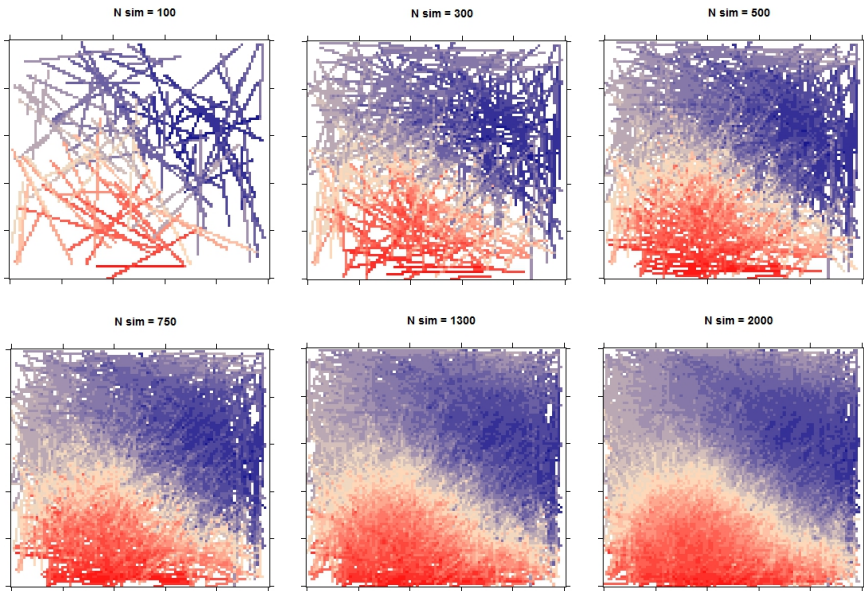 N sim = 100
N sim = 300
N sim = 500
N sim = 750
N sim = 1300
N sim = 2000